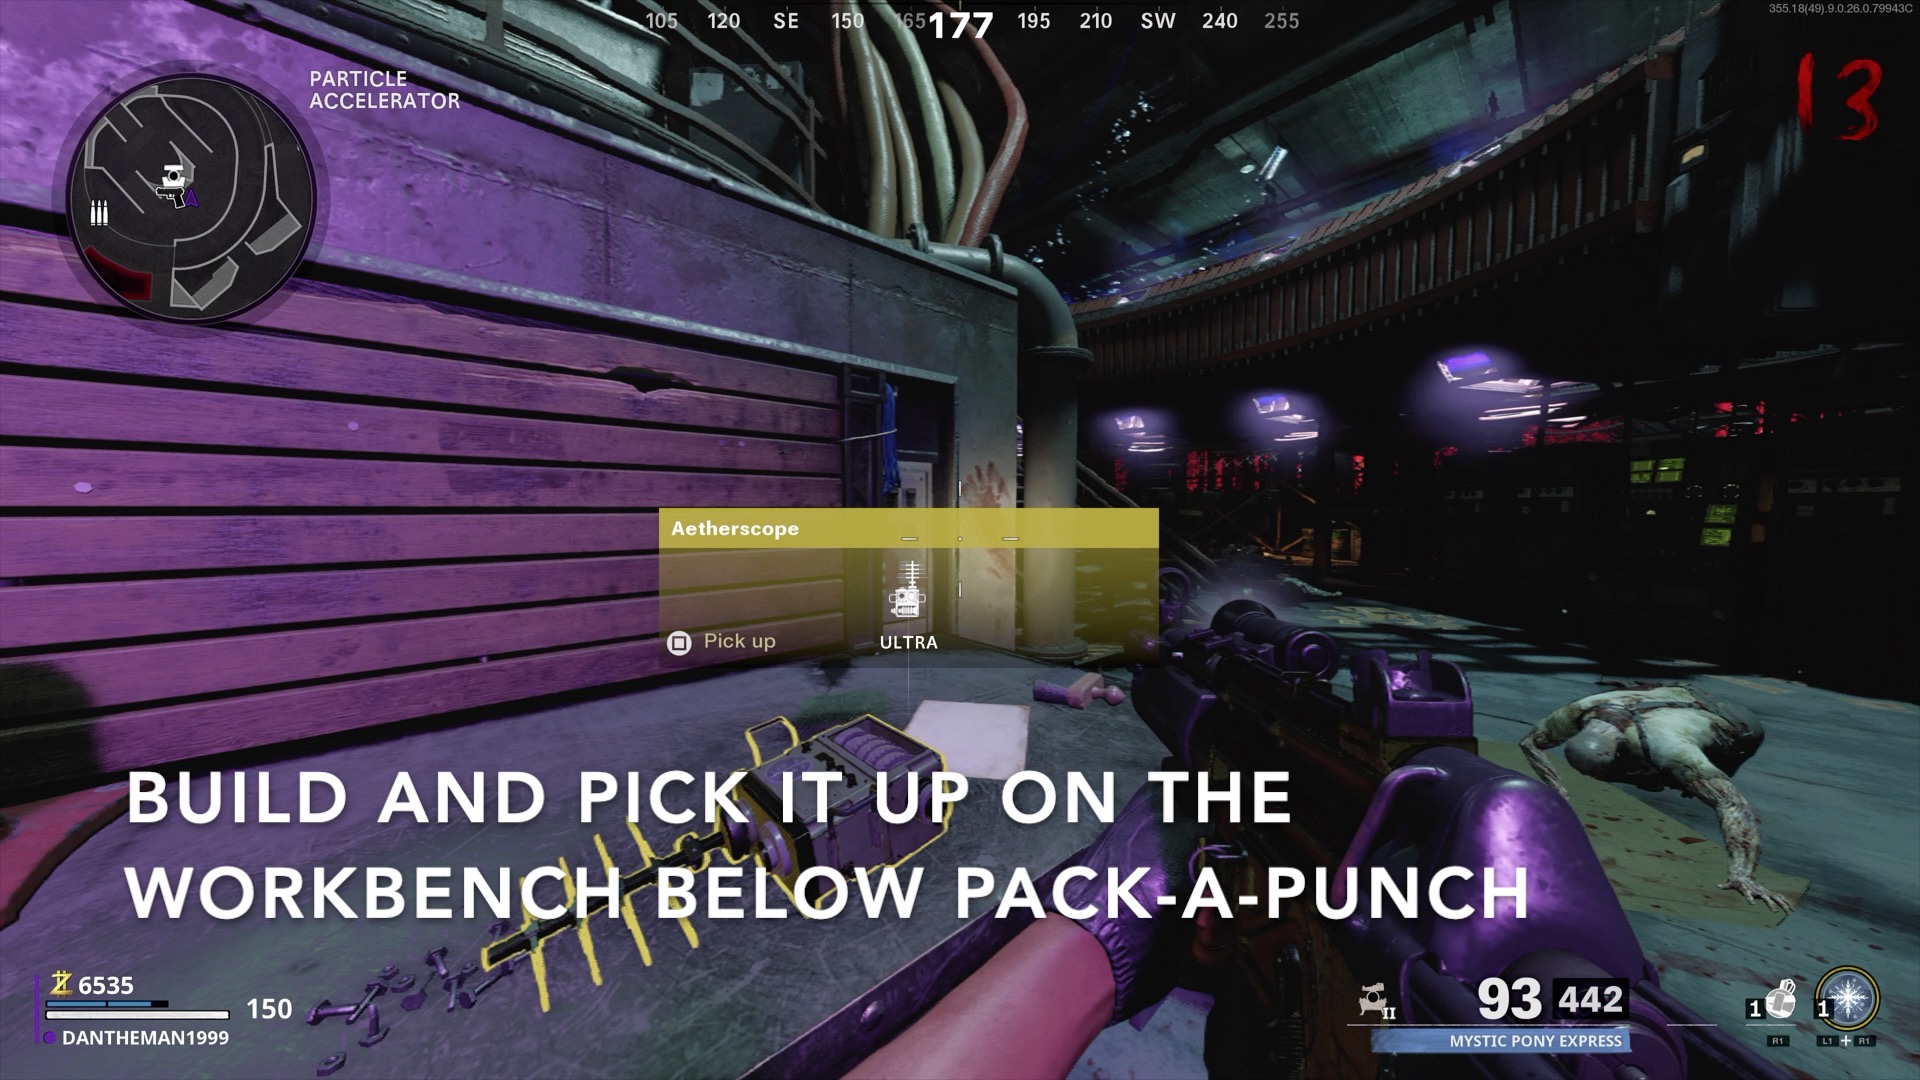 105 120 SE 150 165 177 195 210 SW 240 255
355.18(49).9.0.26.0.79943C
PARTICLE
ACCELERATOR
13
Aetherscope
Pick up
ULTRA
BUILD AND PICK IT UP ON THE
WORKBENCH BELOW PACK-A-PUNCH
6535
150
DANTHEMAN1999
II
93 442
MYSTIC PONY EXPRESS
1 1
R1 L1 + R1